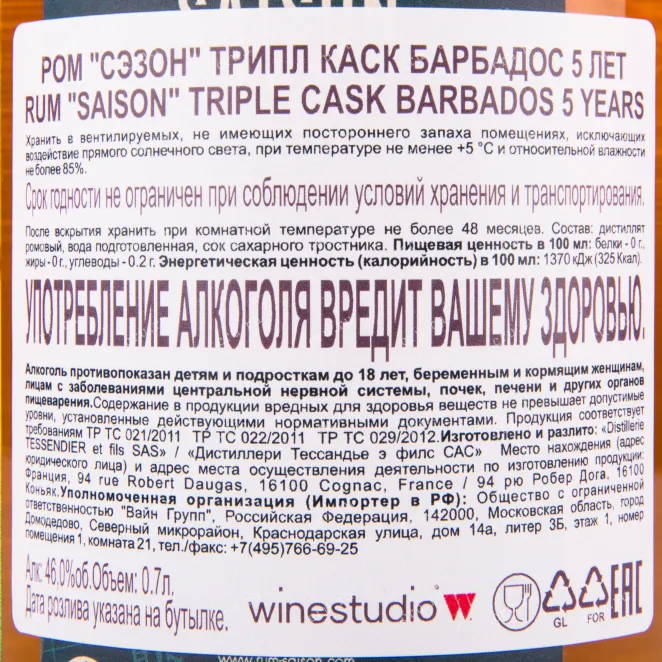 РОМ "СЭЗОН" ТРИПЛ КАСК БАРБАДОС 5 ЛЕТ
RUM "SAISON" TRIPLE CASK BARBADOS 5 YEARS
Хранить в вентилируемых, не имеющих постороннего запаха помещениях, исключающих
воздействие прямого солнечного света, при температуре не менее +5 °С и относительной влажности
не более 85%.
Срок годности не ограничен при соблюдении условий хранения и транспортирования.
После вскрытия хранить при комнатной температуре не более 48 месяцев. Состав: дистиллят
ромовый, вода подготовленная, сок сахарного тростника. Пищевая ценность в 100 мл: белки - 0 г.,
жиры - 0 г., углеводы - 0.2 г. Энергетическая ценность (калорийность) в 100 мл: 1370 кДж (325 Ккал).
УПОТРЕБЛЕНИЕ АЛКОГОЛЯ ВРЕДИТ ВАШЕМУ ЗДОРОВЬЮ.
Алкоголь противопоказан детям и подросткам до 18 лет, беременным и кормящим женщинам,
лицам с заболеваниями центральной нервной системы, почек, печени и других органов
пищеварения.Содержание в продукции вредных для здоровья веществ не превышает допустимые
уровни, установленные действующими нормативными документами. Продукция соответствует
требованиям ТР ТС 021/2011 ТР ТС 022/2011 ТР ТС 029/2012.Изготовлено и разлито: «Distillerie
TESSENDIER et fils SAS» / «Дистиллери Тессандье э филс САС» Место нахождения (адрес
юридического лица) и адрес места осуществления деятельности по изготовлению продукции:
Франция, 94 rue Robert Daugas, 16100 Cognac, France / 94 рю Робер Дога, 16100
Коньяк.Уполномоченная организация (Импортер в РФ): Общество с ограниченной
ответственностью "Вайн Групп", Российская Федерация, 142000, Московская область, город
Домодедово, Северный микрорайон, Краснодарская улица, дом 14а, литер 3Б, этаж 1, номер
помещения 1, комната 21, тел./факс: +7(495)766-69-25
Алк: 46,0%об.Объем: 0.7л.
Дата розлива указана на бутылке.
winestudio W.
GL
FOR
EAC
www.rum-saison.com